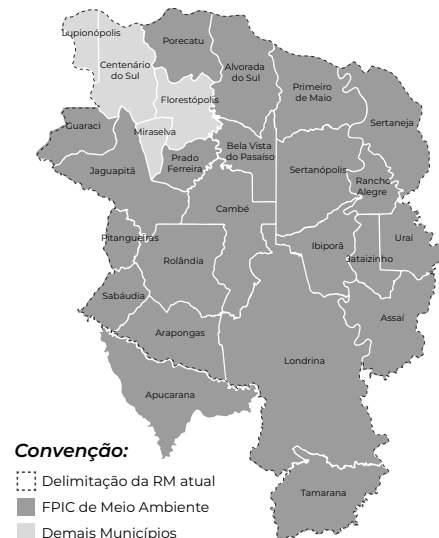 Lupionópolis
Porecatu
Centenário
do Sul
Alvorada
do Sul
Primeiro
de Maio
Florestópolis
Sertaneja
Guaraci
Miraselva
Bela Vista
do Pasaíso
Prado
Ferreira
Jaguapitã
Sertanópolis
Rancho
Alegre
Cambé
Pitangueiras
Ibiporã
Uraí
Jataizinho
Rolândia
Sabáudia
Assaí
Arapongas
Londrina
Apucarana
Tamarana
Convenção:
Delimitação da RM atual
FPIC de Meio Ambiente
Demais Municípios